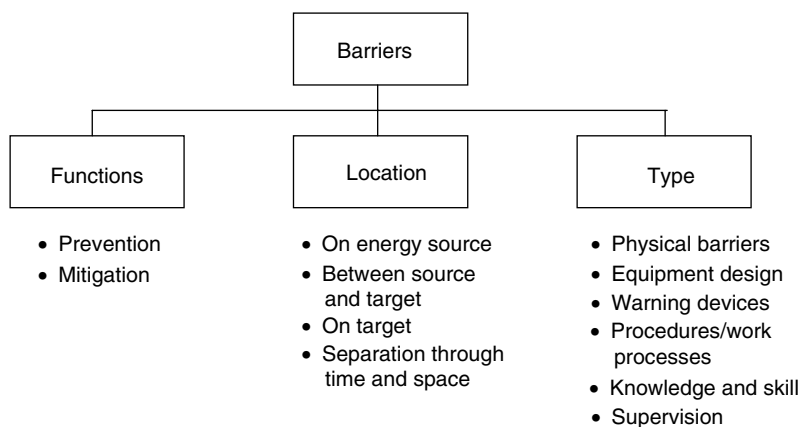 Barriers
Functions
Location
Type
• Prevention
• Mitigation
• On energy source
• Between source
and target
• On target
• Separation through
time and space
• Physical barriers
• Equipment design
• Warning devices
• Procedures/work
processes
• Knowledge and skill
• Supervision